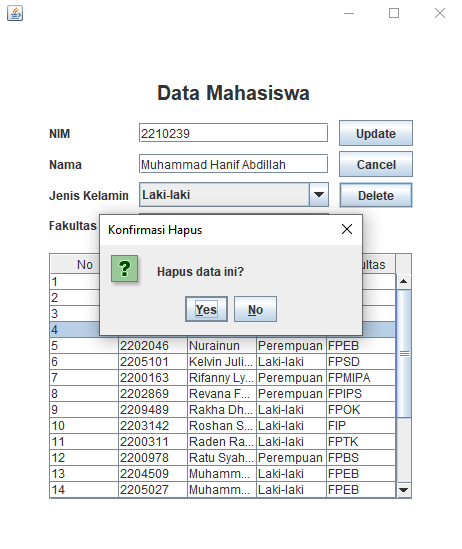 Data Mahasiswa
NIM 2210239 Update
Nama Muhammad Hanif Abdillah Cancel
Jenis Kelamin Laki-laki Delete
Fakultas
Konfirmasi Hapus
Hapus data ini?
Yes No
No ultas
1
2
3
4
5 2202046 Nurainun Perempuan FPEB
6 2205101 Kelvin Juli... Laki-laki FPSD
7 2200163 Rifanny Ly... Perempuan FPMIPA
8 2202869 Revana F... Perempuan FPIPS
9 2209489 Rakha Dh... Laki-laki FPOK
10 2203142 Roshan S... Laki-laki FIP
11 2200311 Raden Ra... Laki-laki FPTK
12 2200978 Ratu Syah... Perempuan FPBS
13 2204509 Muhamm... Laki-laki FPEB
14 2205027 Muhamm... Laki-laki FPEB